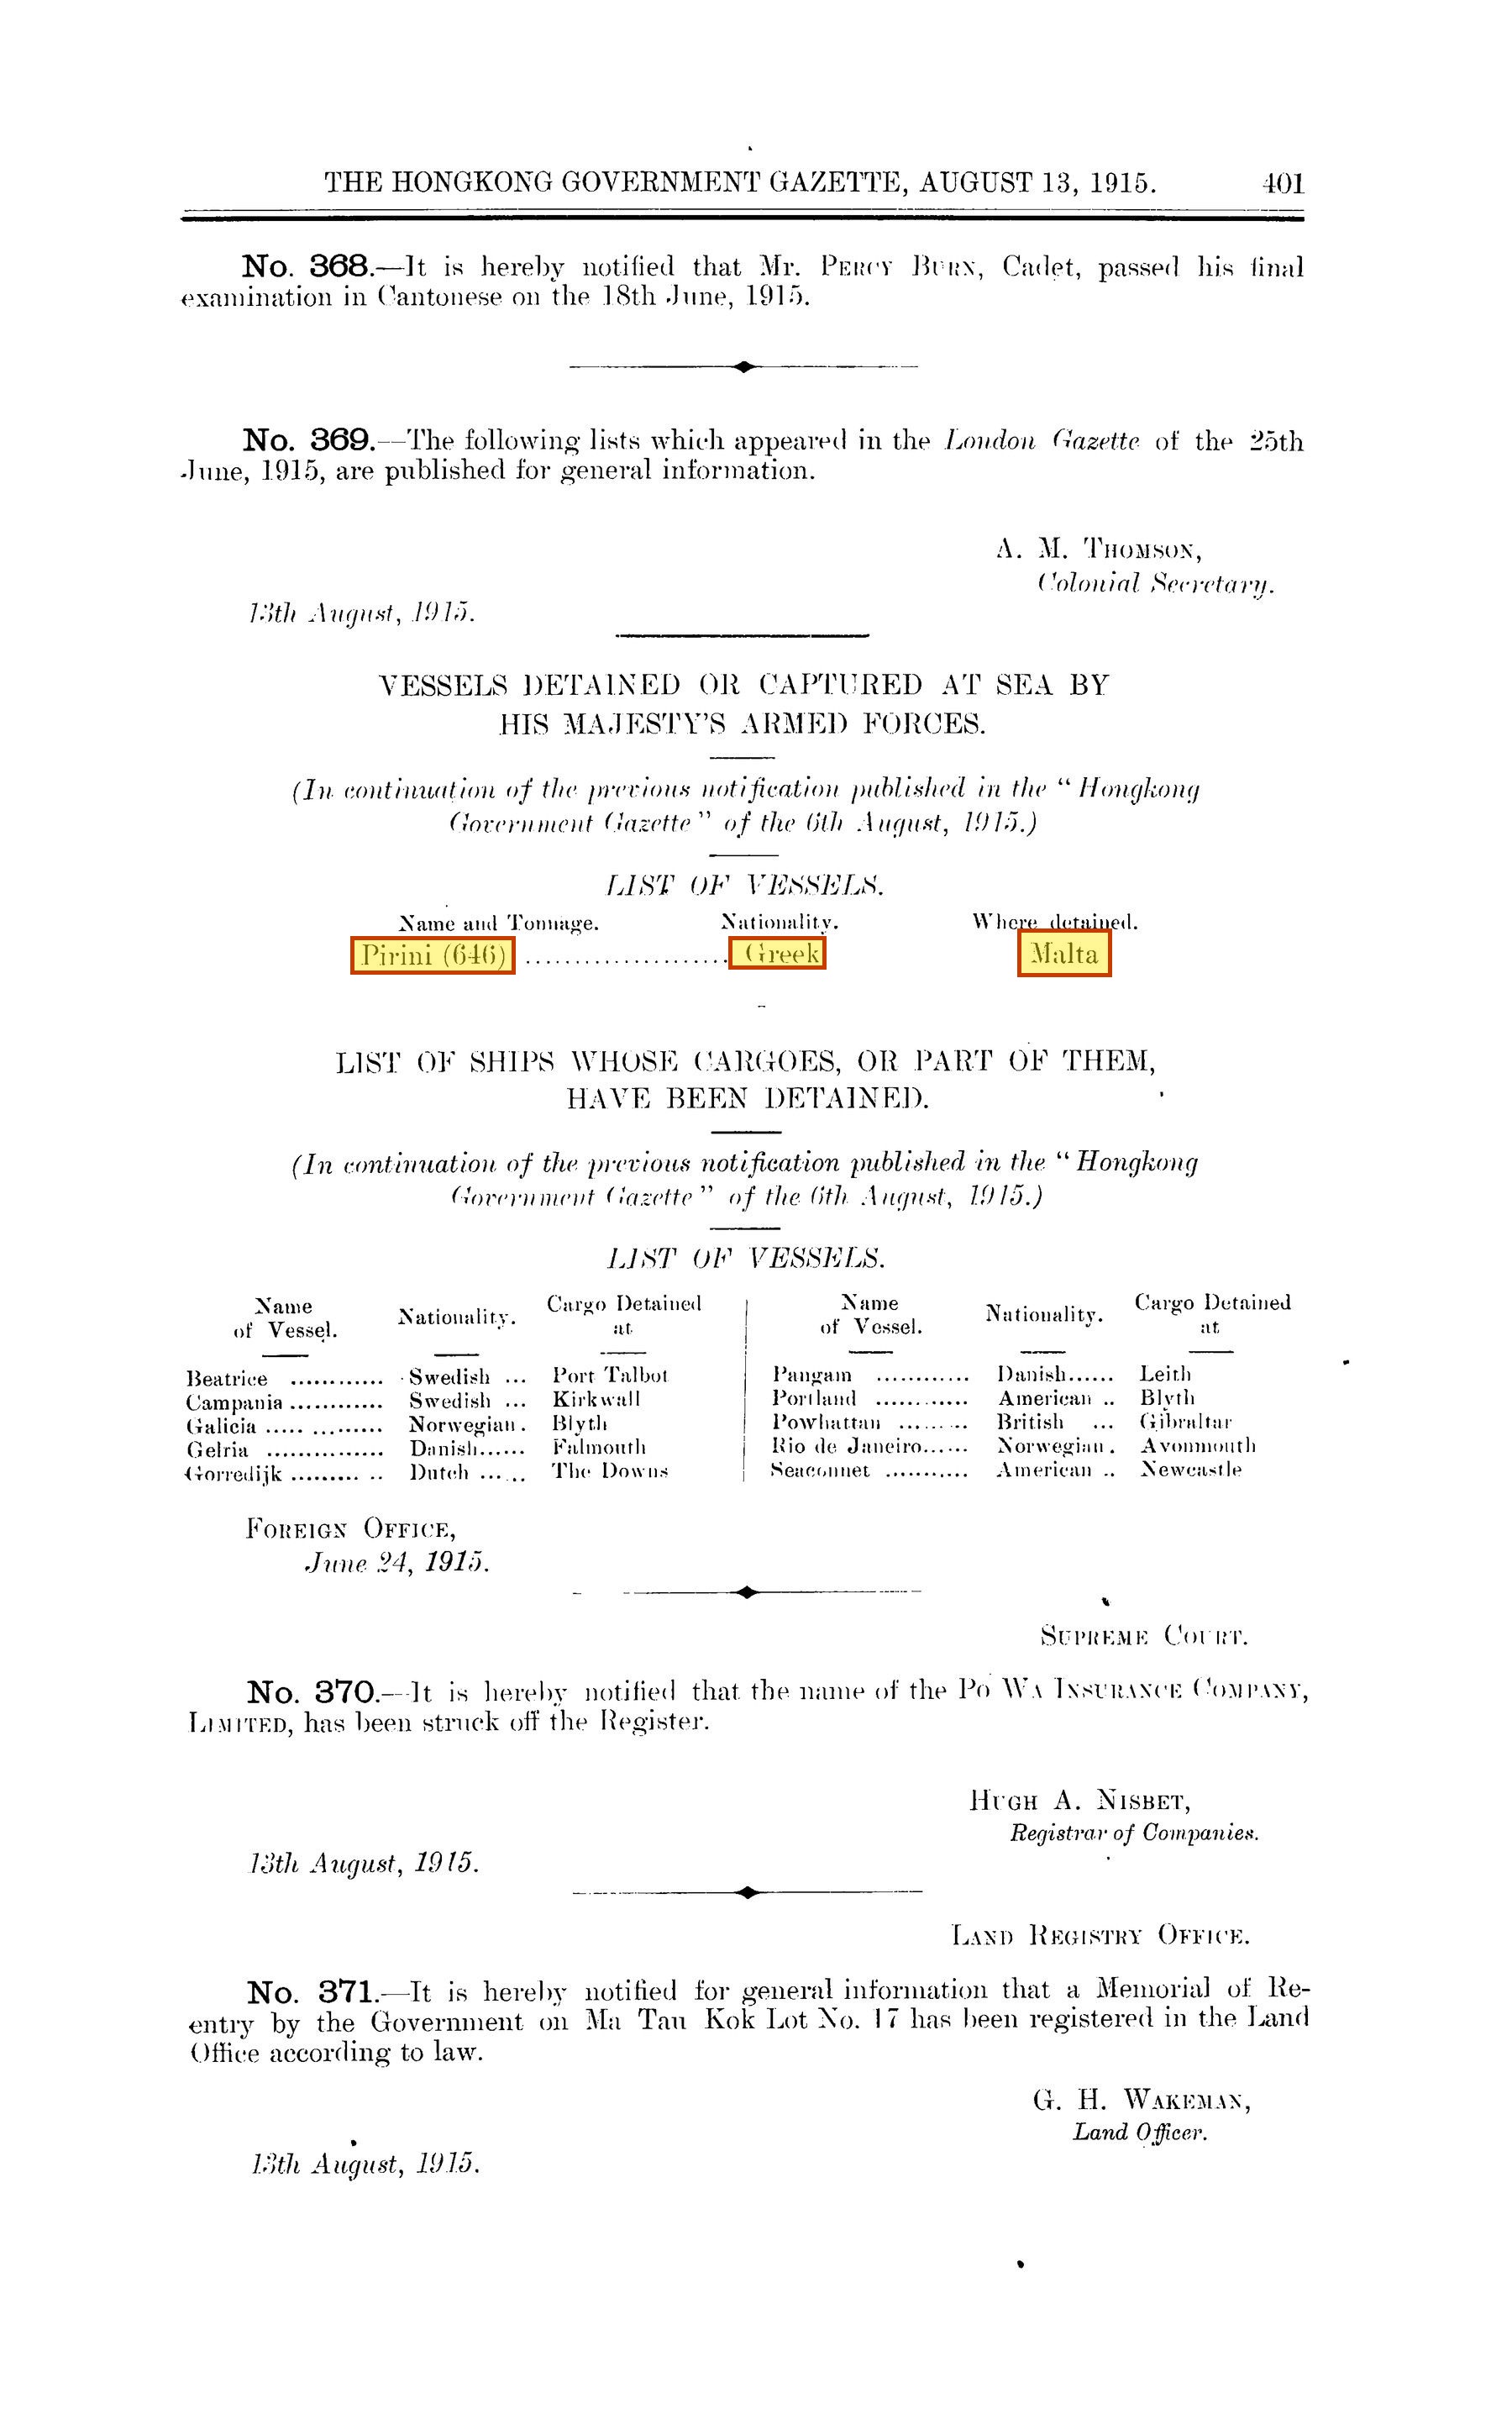 THE HONGKONG GOVERNMENT GAZETTE, AUGUST 13, 1915. 401
No. 368.—It is hereby notified that Mr. PERCY BURN, Cadet, passed his final
examination in Cantonese on the 18th June, 1915.
No. 369.—The following lists which appeared in the London Gazette of the 25th
June, 1915, are published for general information.
A. M. THOMSON,
Colonial Secretary.
13th August, 1915.
VESSELS DETAINED OR CAPTURED AT SEA BY
HIS MAJESTY'S ARMED FORCES.
(In continuation of the previous notification published in the "Hongkong
Government Gazette" of the 6th August, 1915.)
LIST OF VESSELS.
Name and Tonnage. Nationality. Where detained.
Pirini (646) .................... Greek Malta
LIST OF SHIPS WHOSE CARGOES, OR PART OF THEM,
HAVE BEEN DETAINED.
(In continuation of the previous notification published in the "Hongkong
Government Gazette" of the 6th August, 1915.)
LIST OF VESSELS.
Name of Vessel. Nationality. Cargo Detained at
Beatrice ............ Swedish ... Port Talbot
Campania ............ Swedish ... Kirkwall
Galicia ..... ......... Norwegian. Blyth
Gelria ............... Danish...... Falmouth
Gorredijk ......... .. Dutch ...... The Downs
Name of Vessel. Nationality. Cargo Detained at
Pangam ............ Danish...... Leith
Portland ............ American .. Blyth
Powhattan ......... British ... Gibraltar
Rio de Janeiro...... Norwegian. Avonmouth
Seaconnet ........... American .. Newcastle
FOREIGN OFFICE,
June 24, 1915.
SUPREME COURT.
No. 370.—It is hereby notified that the name of the PO WA INSURANCE COMPANY,
LIMITED, has been struck off the Register.
HUGH A. NISBET,
Registrar of Companies.
13th August, 1915.
LAND REGISTRY OFFICE.
No. 371.—It is hereby notified for general information that a Memorial of Re-
entry by the Government on Ma Tau Kok Lot No. 17 has been registered in the Land
Office according to law.
G. H. WAKEMAN,
Land Officer.
13th August, 1915.